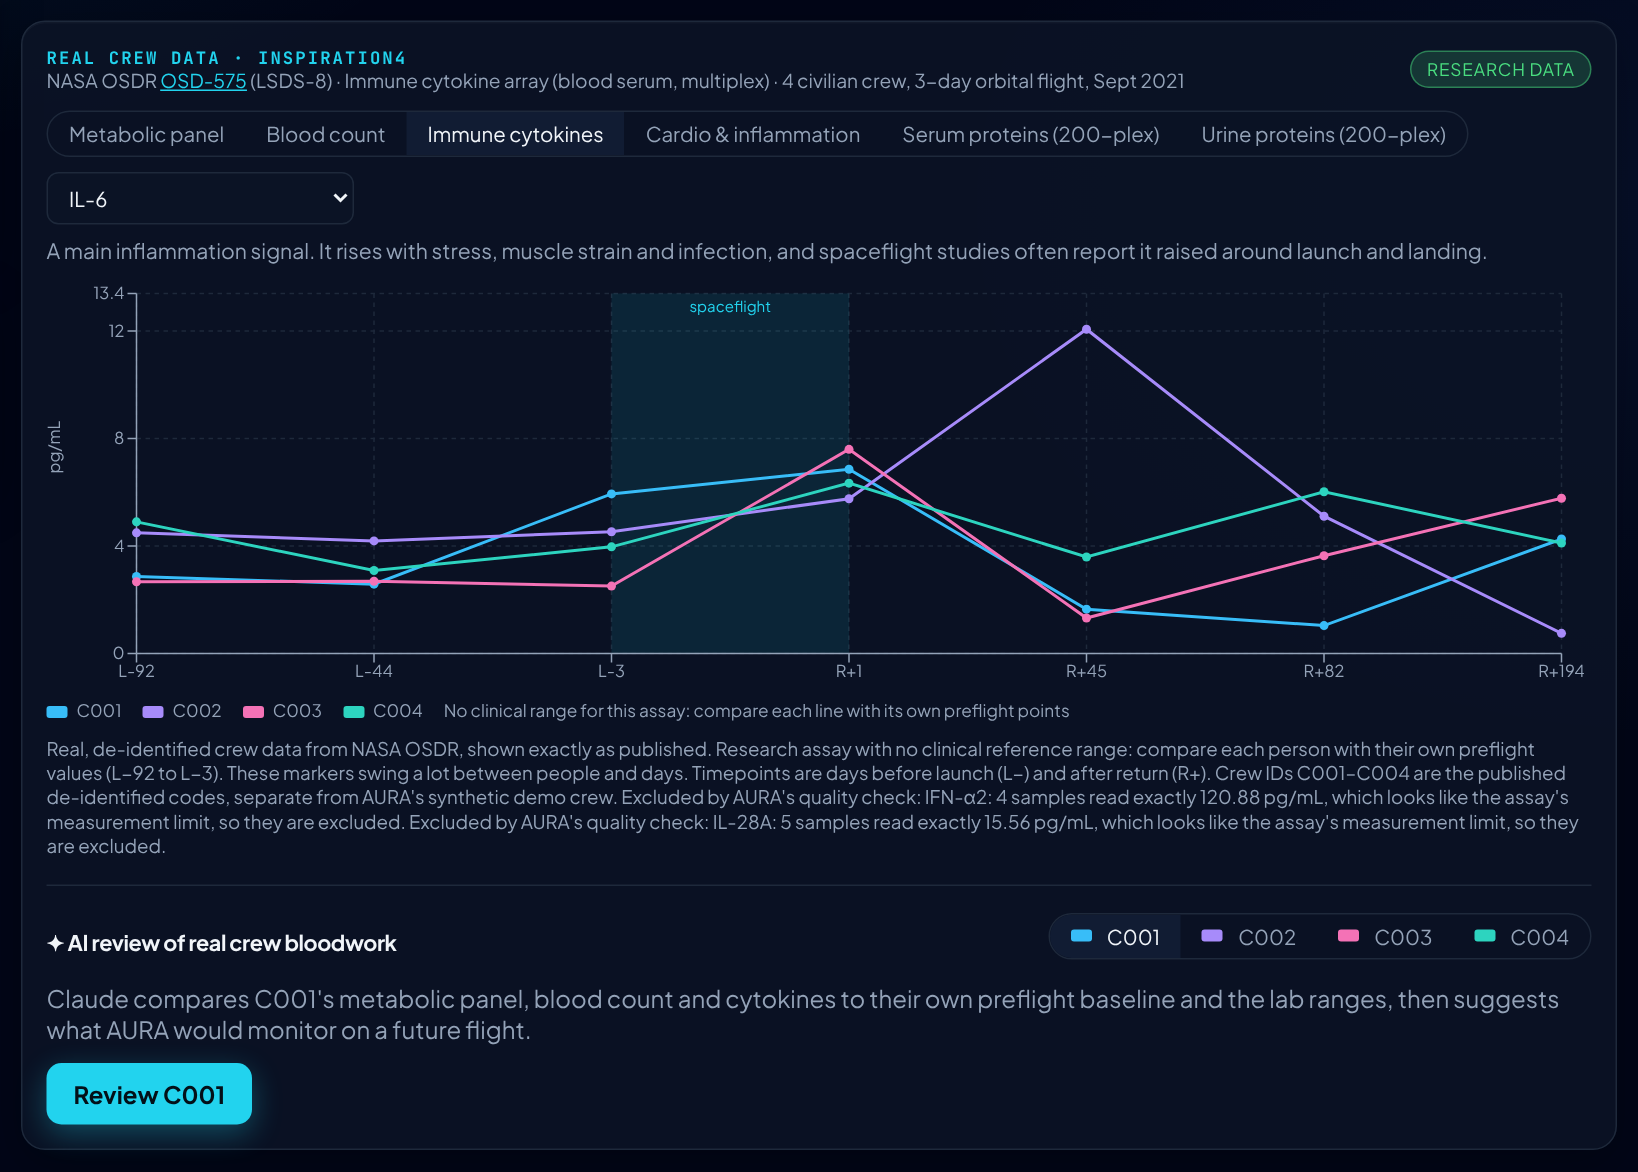 REAL CREW DATA · INSPIRATION4
NASA OSDR OSD-575 (LSDS-8) · Immune cytokine array (blood serum, multiplex) · 4 civilian crew, 3-day orbital flight, Sept 2021
RESEARCH DATA
Metabolic panel
Blood count
Immune cytokines
Cardio & inflammation
Serum proteins (200-plex)
Urine proteins (200-plex)
IL-6
A main inflammation signal. It rises with stress, muscle strain and infection, and spaceflight studies often report it raised around launch and landing.
13.4
12
8
4
0
pg/mL
spaceflight
L-92
L-44
L-3
R+1
R+45
R+82
R+194
C001
C002
C003
C004
No clinical range for this assay: compare each line with its own preflight points
Real, de-identified crew data from NASA OSDR, shown exactly as published. Research assay with no clinical reference range: compare each person with their own preflight
values (L−92 to L−3). These markers swing a lot between people and days. Timepoints are days before launch (L−) and after return (R+). Crew IDs C001–C004 are the published
de-identified codes, separate from AURA's synthetic demo crew. Excluded by AURA's quality check: IFN-α2: 4 samples read exactly 120.88 pg/mL, which looks like the assay's
measurement limit, so they are excluded. Excluded by AURA's quality check: IL-28A: 5 samples read exactly 15.56 pg/mL, which looks like the assay's measurement limit, so they
are excluded.
✦ AI review of real crew bloodwork
C001
C002
C003
C004
Claude compares C001's metabolic panel, blood count and cytokines to their own preflight baseline and the lab ranges, then suggests
what AURA would monitor on a future flight.
Review C001